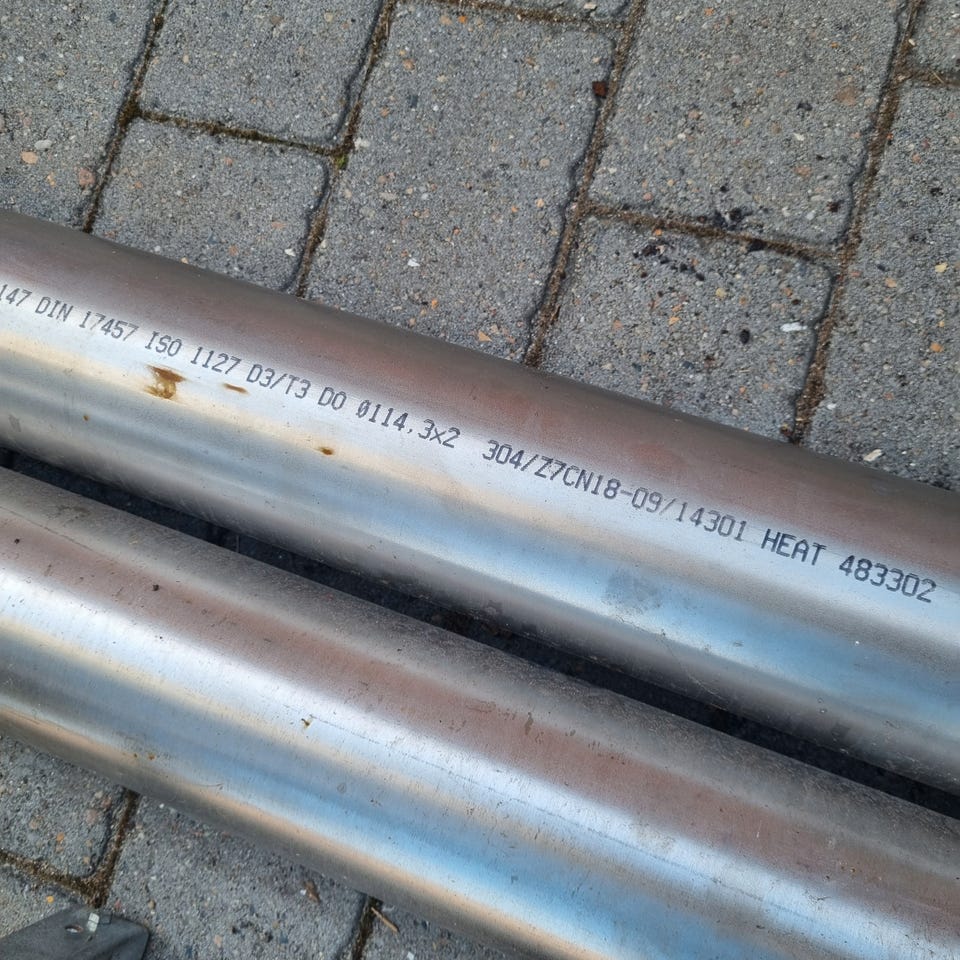 147 DIN 17457 ISO 1127 D3/T3 DO Ø114,3x2 304/Z7CN18-09/14301 HEAT 483302